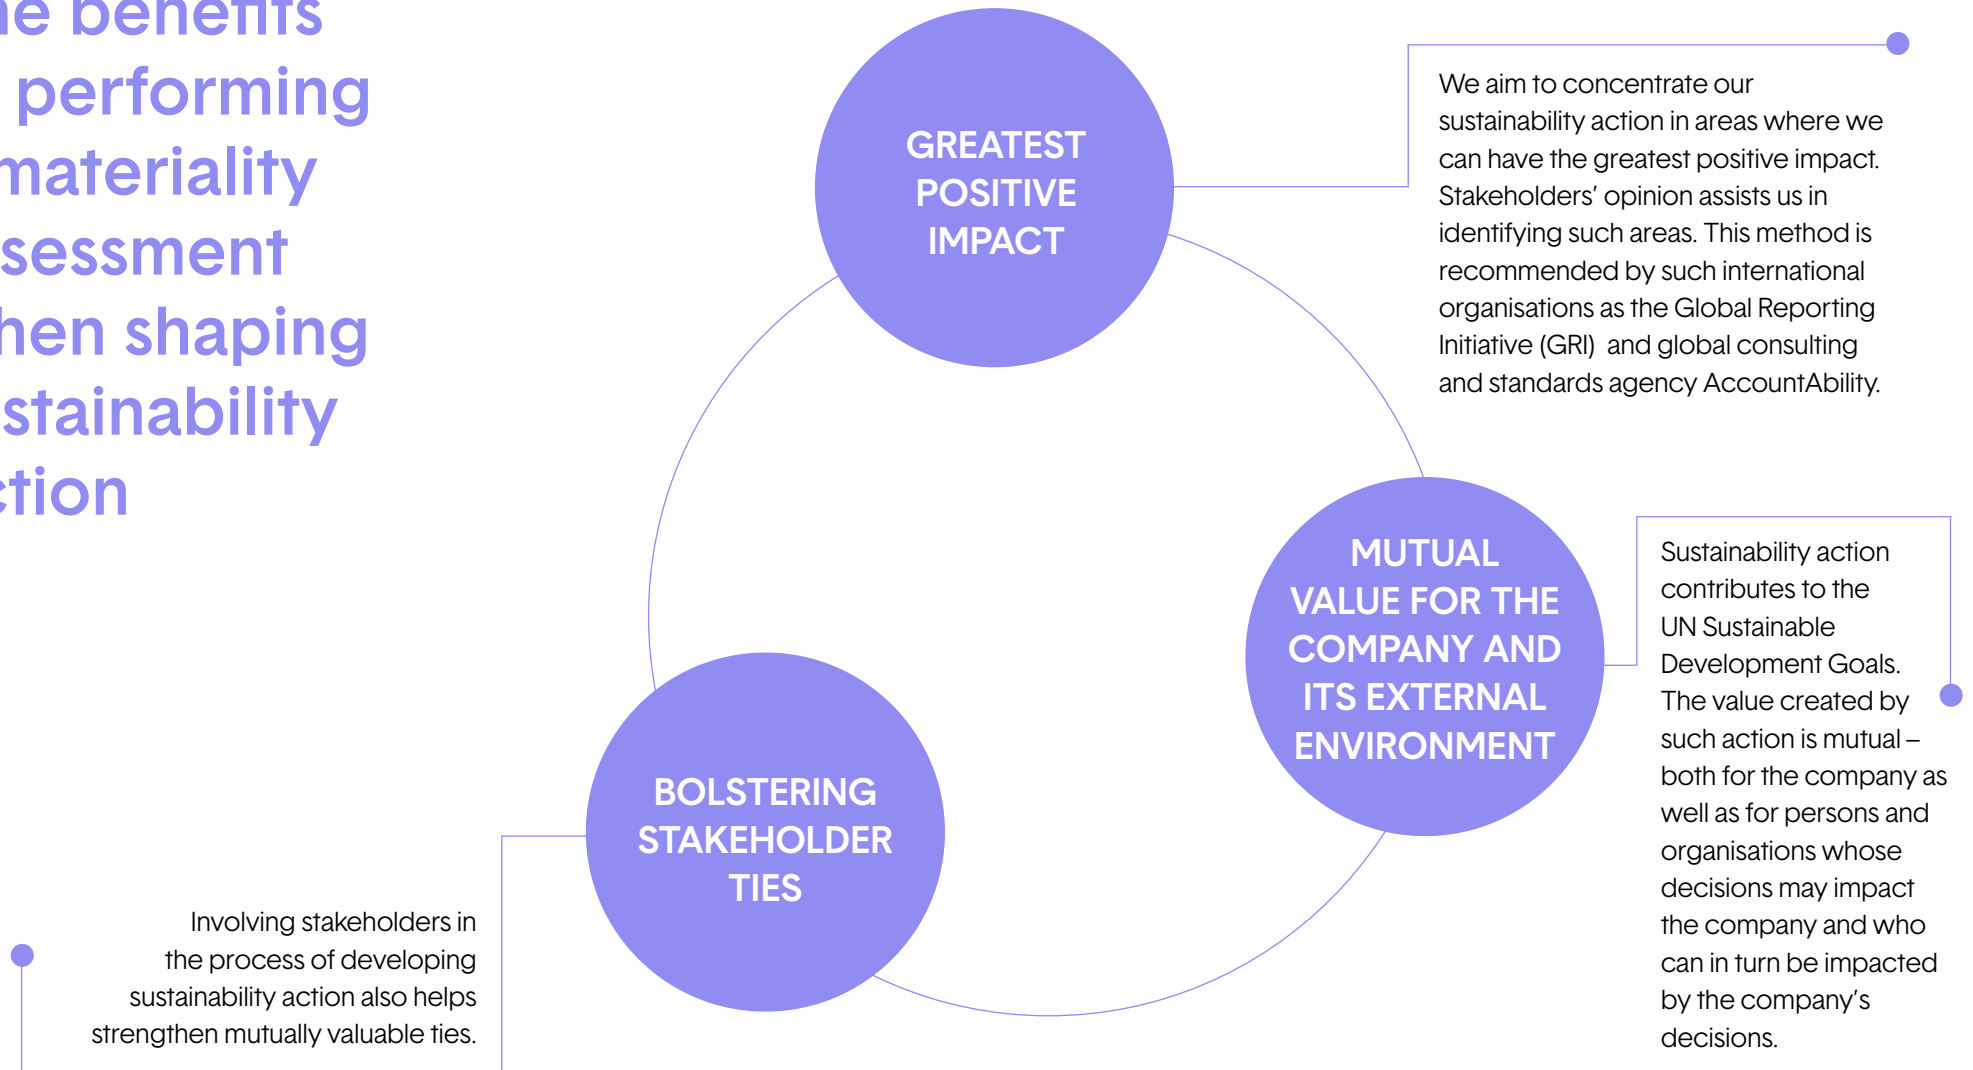 benefits
performing
materiality
shaping
GREATEST
POSITIVE
IMPACT
We aim to concentrate our
sustainability action in areas where we
can have the greatest positive impact.
Stakeholders’ opinion assists us in
identifying such areas. This method is
recommended by such international
organisations as the Global Reporting
Initiative (GRI) and global consulting
and standards agency AccountAbility.
MUTUAL
VALUE FOR THE
COMPANY AND
ITS EXTERNAL
ENVIRONMENT
Sustainability action
contributes to the
UN Sustainable
Development Goals.
The value created by
such action is mutual –
both for the company as
well as for persons and
organisations whose
decisions may impact
the company and who
can in turn be impacted
by the company’s
decisions.
BOLSTERING
STAKEHOLDER
TIES
Involving stakeholders in
the process of developing
sustainability action also helps
strengthen mutually valuable ties.